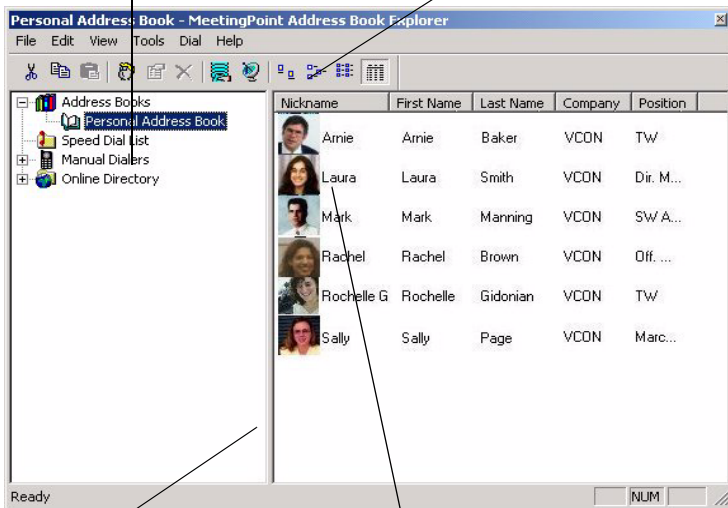 Personal Address Book - MeetingPoint Address Book Explorer
File Edit View Tools Dial Help
Address Books
Personal Address Book
Speed Dial List
Manual Dialers
Online Directory
Nickname First Name Last Name Company Position
Arnie Arnie Baker VCON TW
Laura Laura Smith VCON Dir. M...
Mark Mark Manning VCON SW A...
Rachel Rachel Brown VCON Off. ...
Rochelle G Rochelle Gidonian VCON TW
Sally Sally Page VCON Marc...
Ready NUM